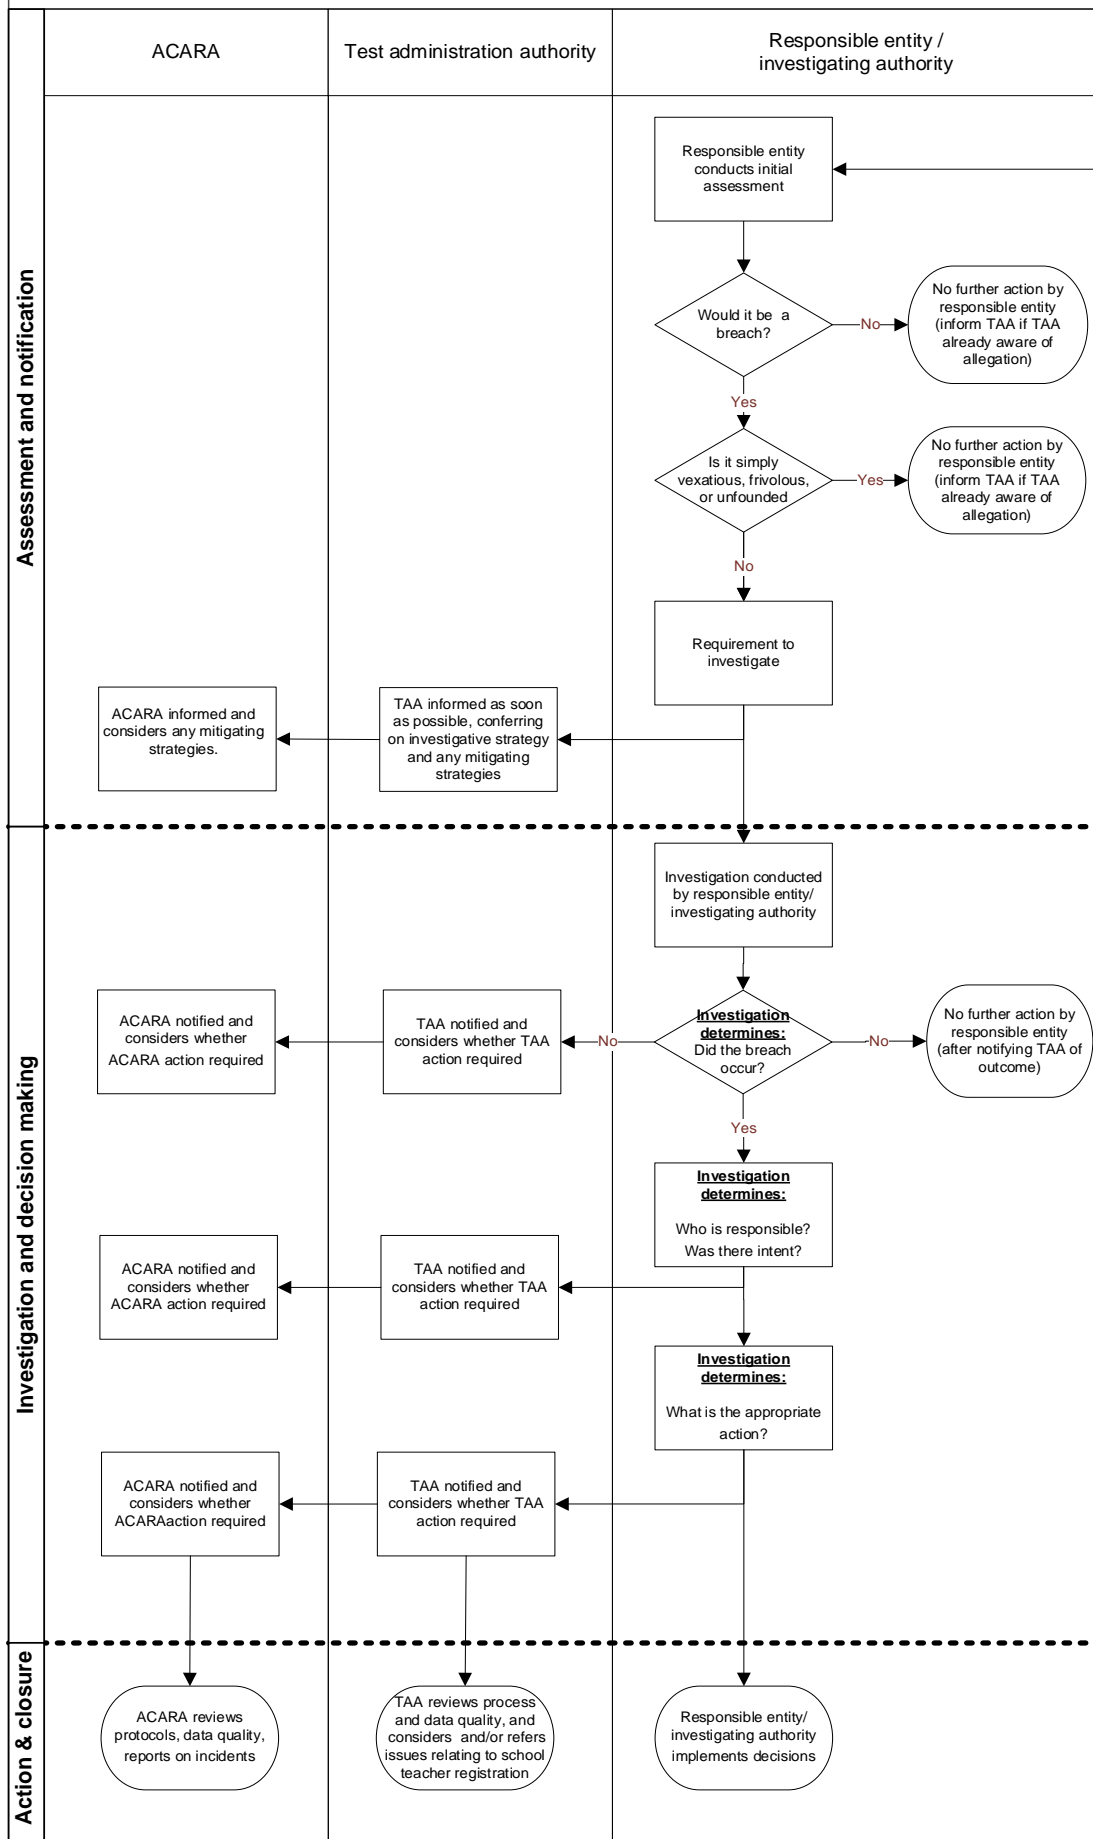 ACARA
Test administration authority
Responsible entity /
investigating authority
Assessment and notification
Responsible entity
conducts initial
assessment
Would it be  a
breach?
No
No further action by
responsible entity
(inform TAA if TAA
already aware of
allegation)
Yes
Is it simply
vexatious, frivolous,
or unfounded
Yes
No further action by
responsible entity
(inform TAA if TAA
already aware of
allegation)
No
Requirement to
investigate
TAA informed as soon
as possible, conferring
on investigative strategy
and any mitigating
strategies
ACARA informed and
considers any mitigating
strategies.
Investigation and decision making
Investigation conducted
by responsible entity/
investigating authority
Investigation
determines:
Did the breach
occur?
No
No further action by
responsible entity
(after notifying TAA of
outcome)
No
TAA notified and
considers whether TAA
action required
ACARA notified and
considers whether
ACARA action required
Yes
Investigation
determines:
Who is responsible?
Was there intent?
TAA notified and
considers whether TAA
action required
ACARA notified and
considers whether
ACARA action required
Investigation
determines:
What is the appropriate
action?
TAA notified and
considers whether TAA
action required
ACARA notified and
considers whether
ACARAaction required
Action & closure
ACARA reviews
protocols, data quality,
reports on incidents
TAA reviews process
and data quality, and
considers  and/or refers
issues relating to school
teacher registration
Responsible entity/
investigating authority
implements decisions